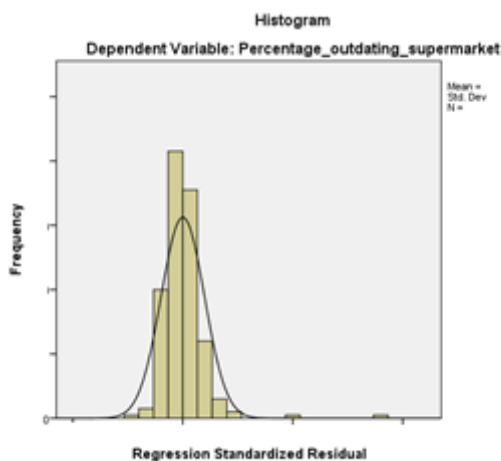 Histogram
Dependent Variable: Percentage_outdating_supermarket
Mean =
Std. Dev
N =
Frequency
0
Regression Standardized Residual